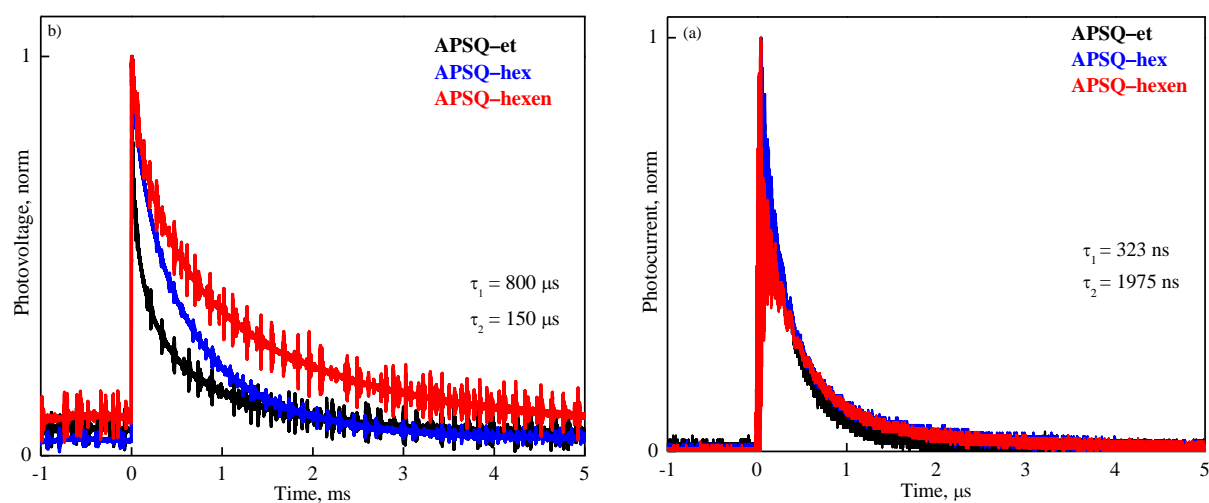 b)
APSQ–et
APSQ–hex
APSQ–hexen
1
Photovoltage, norm
τ1 = 800 μs
τ2 = 150 μs
0
-1 0 1 2 3 4 5
Time, ms
(a)
APSQ–et
APSQ–hex
APSQ–hexen
1
Photocurrent, norm
τ1 = 323 ns
τ2 = 1975 ns
0
-1 0 1 2 3 4 5
Time, μs